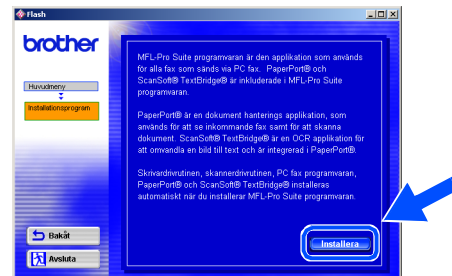 Flash
brother
Huvudmeny
Installationsprogram
MFL-Pro Suite programvaran är den applikation som används
för alla fax som sänds via PC fax. PaperPort® och
ScanSoft® TextBridge® är inkluderade i MFL-Pro Suite
programvaran.
PaperPort® är en dokument hanterings applikation, som
används för att se inkommande fax samt för att skanna
dokument. ScanSoft® TextBridge® är en OCR applikation för
att omvandla en bild till text och är integrerad i PaperPort®.
Skrivardrivrutinen, skannerdrivrutinen, PC fax programvaran,
PaperPort® och ScanSoft® TextBridge® installeras
automatiskt når du installerar MFL-Pro Suite programvaran.
Installera
Bakåt
Avsluta